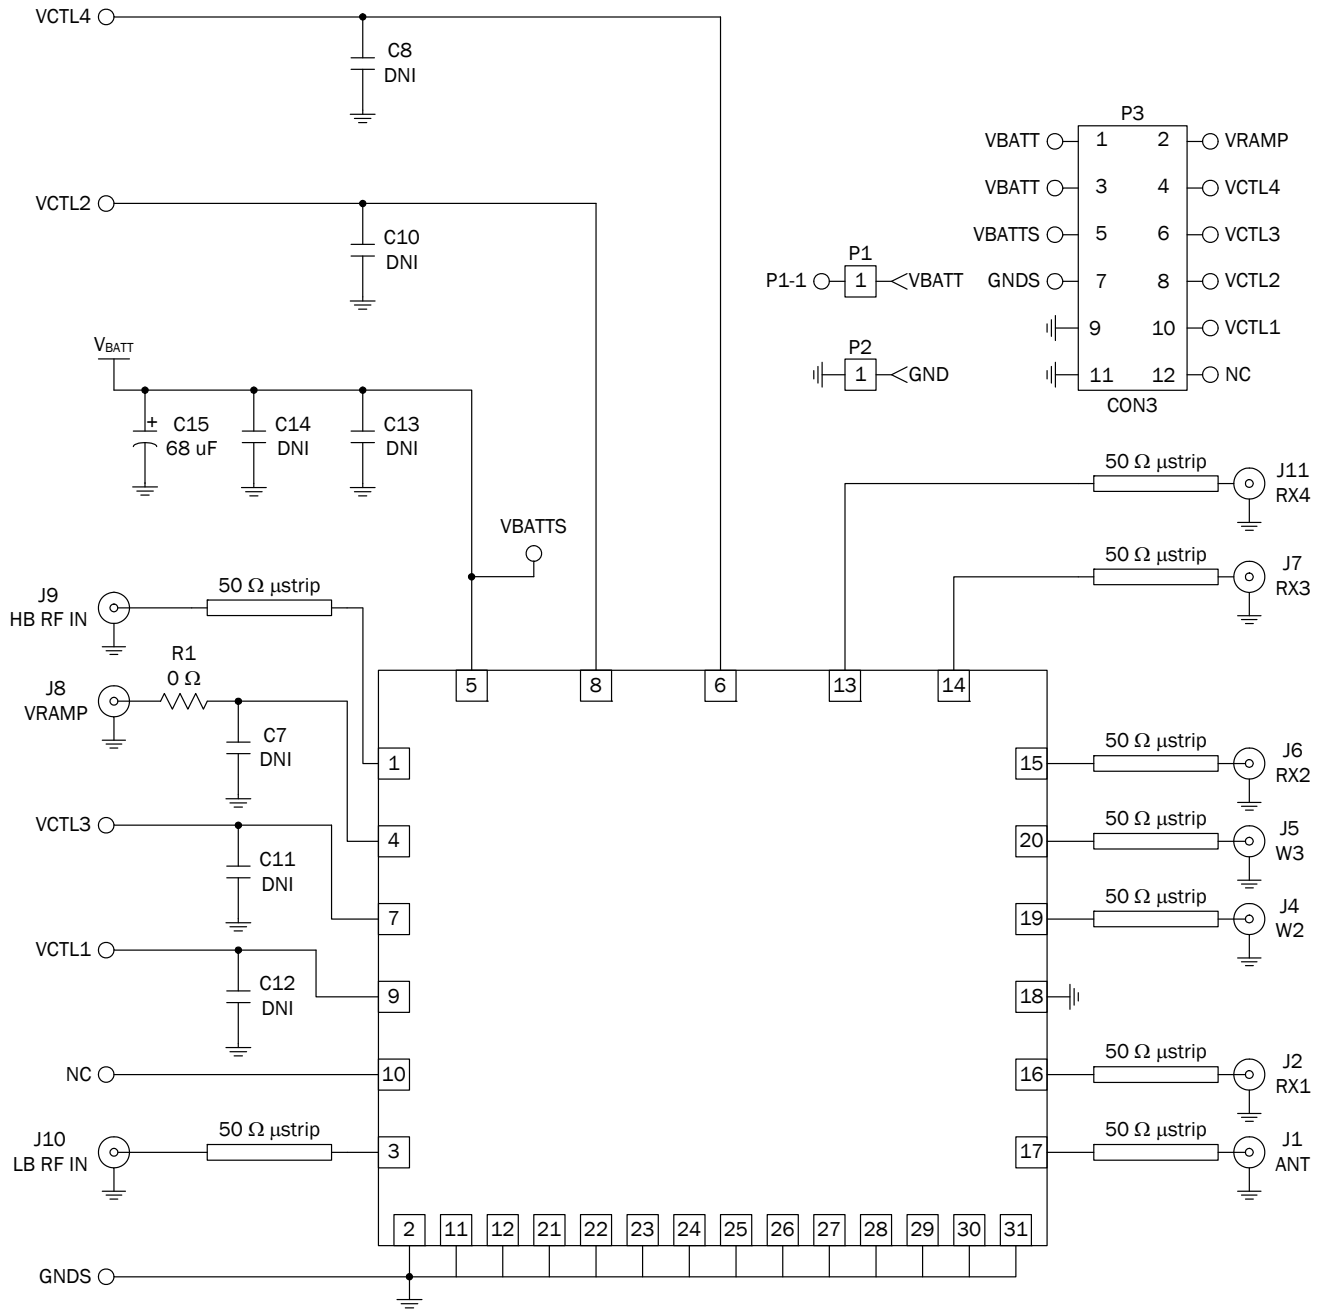 VCTL4
C8
DNI
VCTL2
C10
DNI
VBATT
C15
+
68 uF
C14
DNI
C13
DNI
VBATTS
P1
P1-1
1
VBATT
P2
1
GND
P3
VBATT 1 2 VRAMP
VBATT 3 4 VCTL4
VBATTS 5 6 VCTL3
GNDS 7 8 VCTL2
9 10 VCTL1
11 12 NC
CON3
50 Ω µstrip
J11
RX4
50 Ω µstrip
J7
RX3
J9
HB RF IN
50 Ω µstrip
R1
0 Ω
J8
VRAMP
C7
DNI
VCTL3
C11
DNI
VCTL1
C12
DNI
NC
J10
LB RF IN
50 Ω µstrip
GNDS
5 8 6 13 14
1
4
7
9
10
3
15
20
19
18
16
17
2 11 12 21 22 23 24 25 26 27 28 29 30 31
50 Ω µstrip
J6
RX2
50 Ω µstrip
J5
W3
50 Ω µstrip
J4
W2
50 Ω µstrip
J2
RX1
50 Ω µstrip
J1
ANT